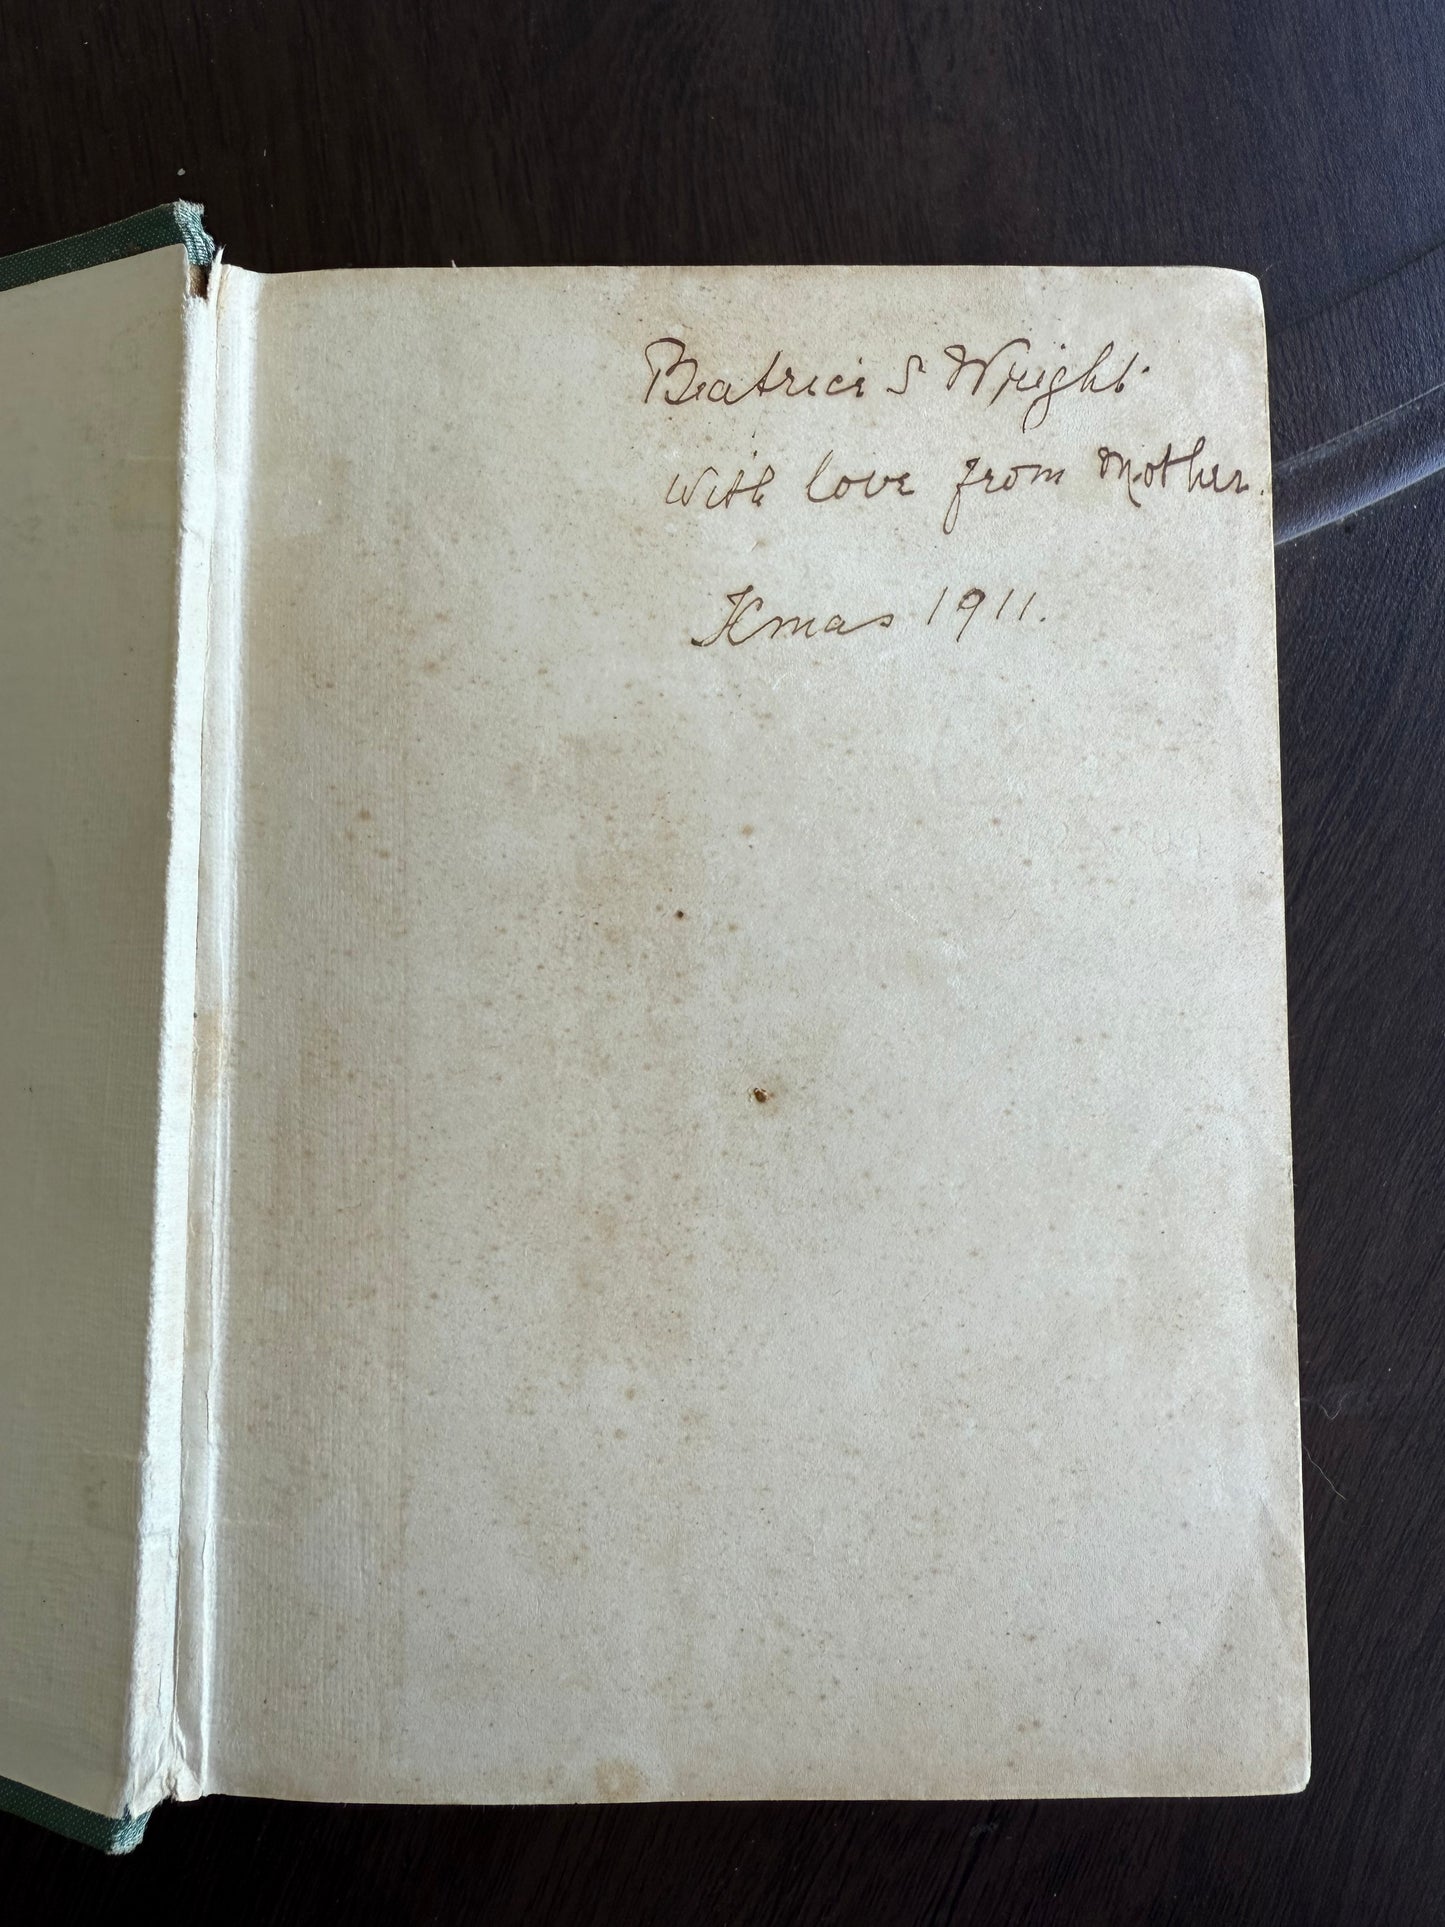 Beatrice S Wright
with love from Mother.
Xmas 1911.